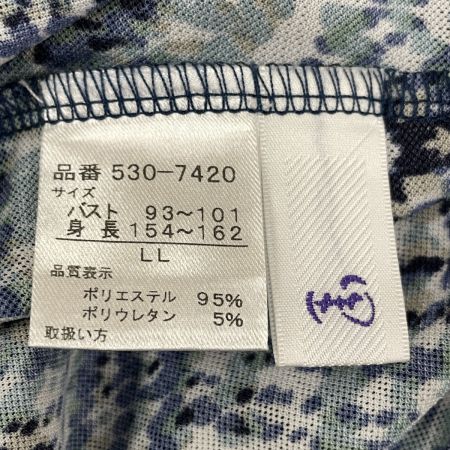 品番 530-7420
サイズ
バスト 93~101
身長 154~162
LL
品質表示
ポリエステル 95%
ポリウレタン 5%
取扱い方